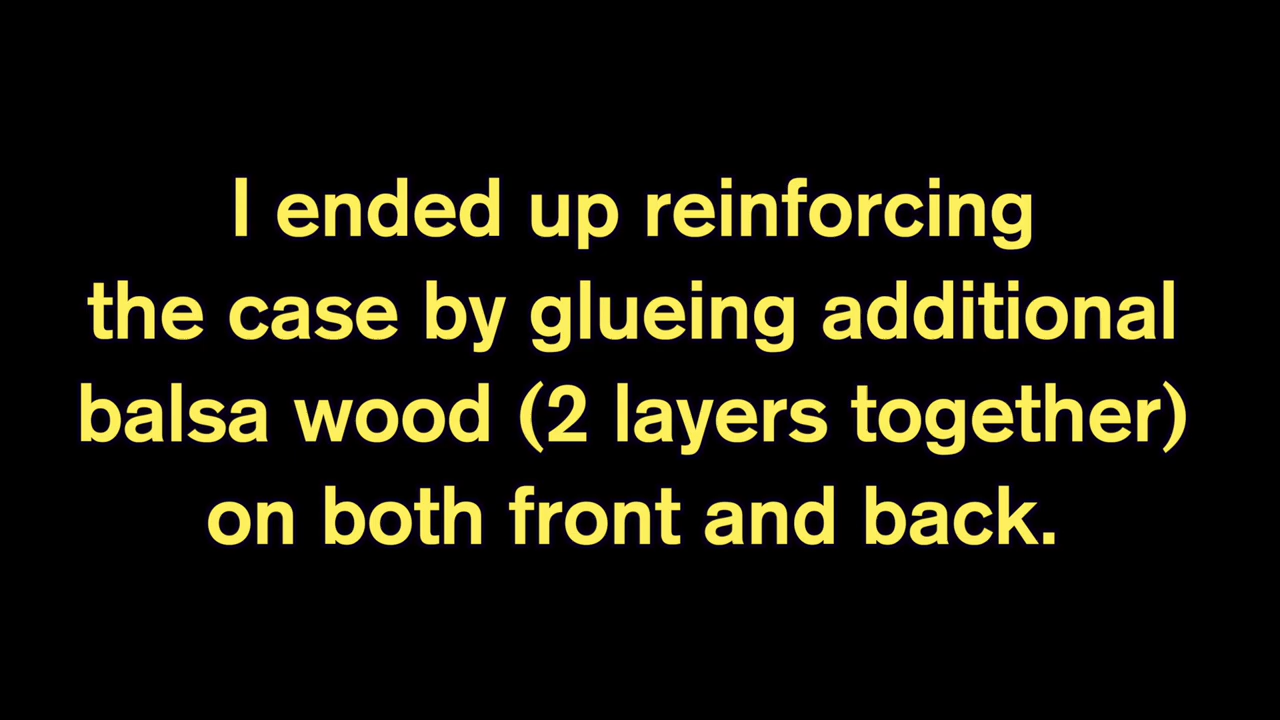 I ended up reinforcing
the case by glueing additional
balsa wood (2 layers together)
on both front and back.